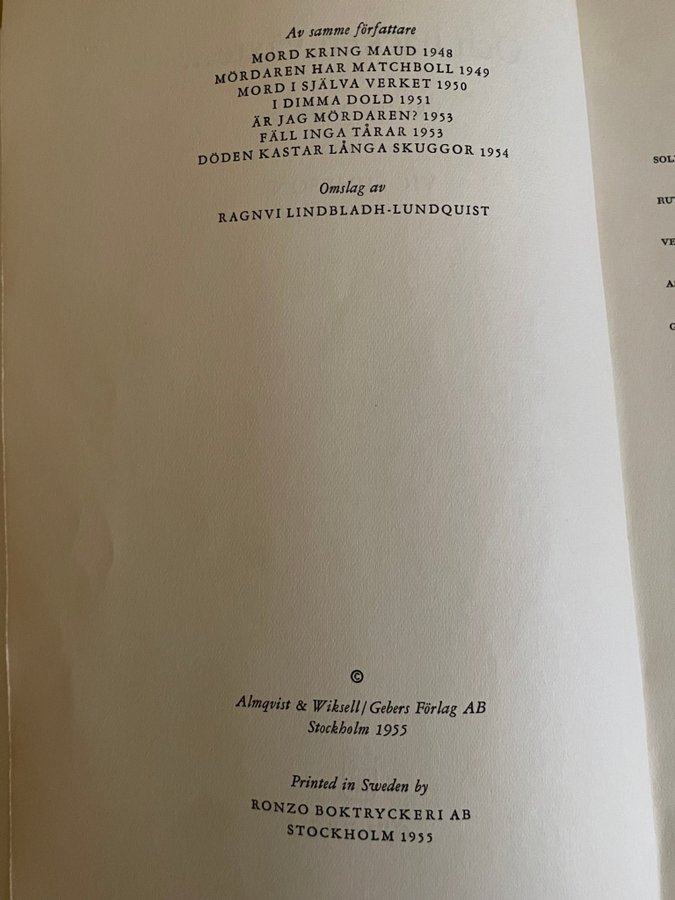 Av samme författare
MORD KRING MAUD 1948
MÖRDAREN HAR MATCHBOLL 1949
MORD I SJÄLVA VERKET 1950
I DIMMA DOLD 1951
ÄR JAG MÖRDAREN? 1953
FÄLL INGA TÅRAR 1953
DÖDEN KASTAR LÅNGA SKUGGOR 1954
Omslag av
RAGNVI LINDBLADH-LUNDQUIST
©
Almqvist & Wiksell/Gebers Förlag AB
Stockholm 1955
Printed in Sweden by
RONZO BOKTRYCKERI AB
STOCKHOLM 1955